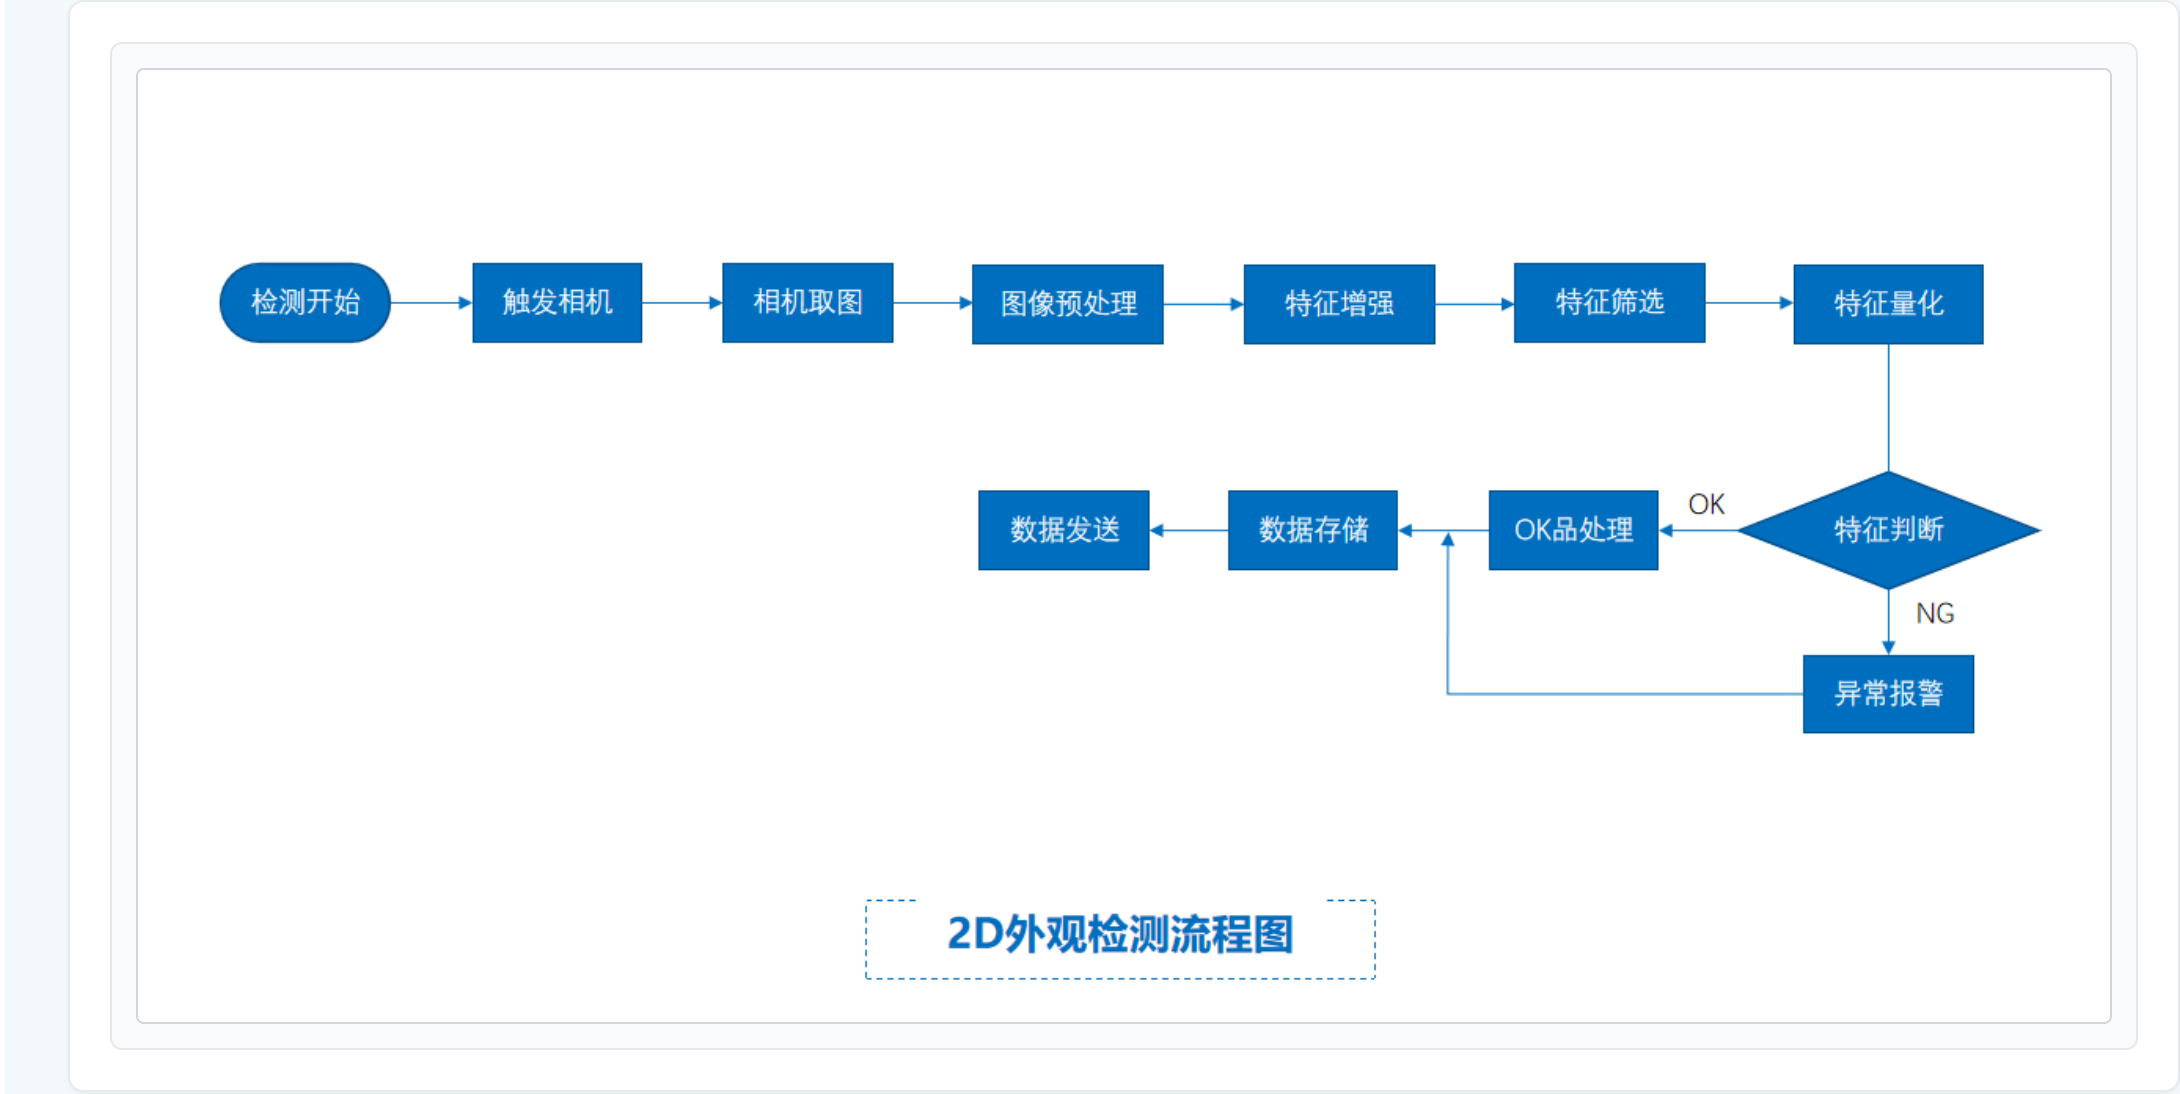 检测开始
触发相机
相机取图
图像预处理
特征增强
特征筛选
特征量化
数据发送
数据存储
OK品处理
OK
特征判断
NG
异常报警
2D外观检测流程图